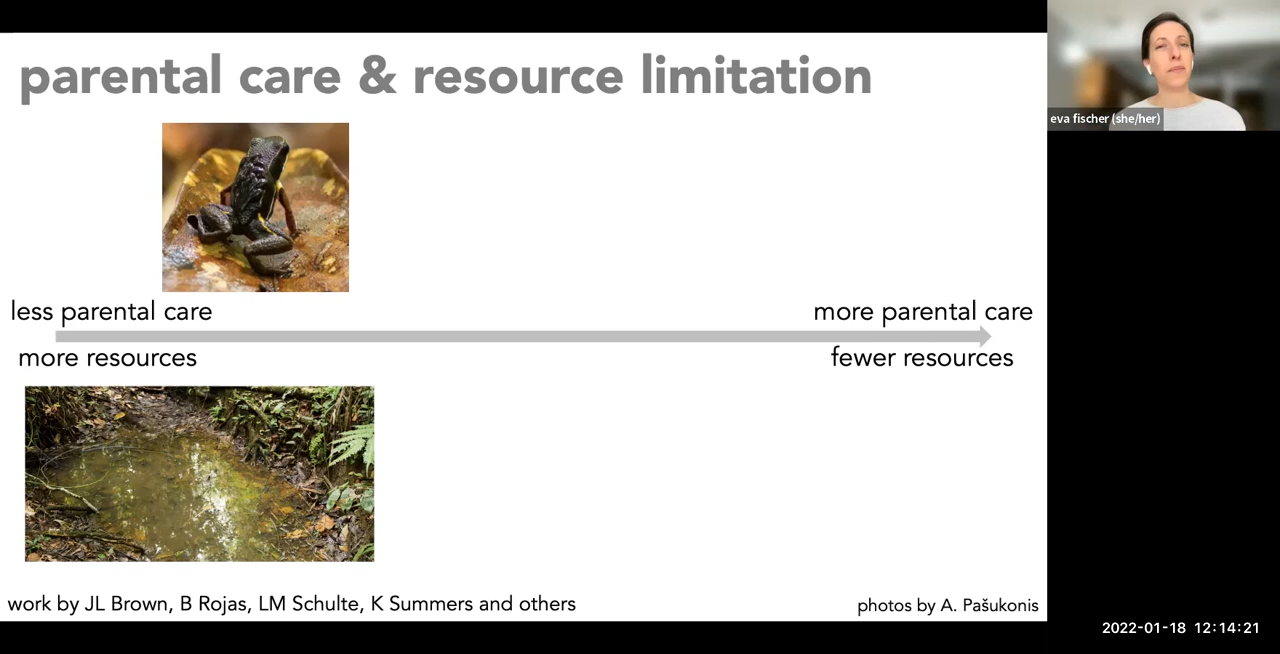 parental care & resource limitation
eva fischer (she/her)
less parental care
more parental care
more resources
fewer resources
work by JL Brown, B Rojas, LM Schulte, K Summers and others
photos by A. Pašukonis
2022-01-18 12:14:21